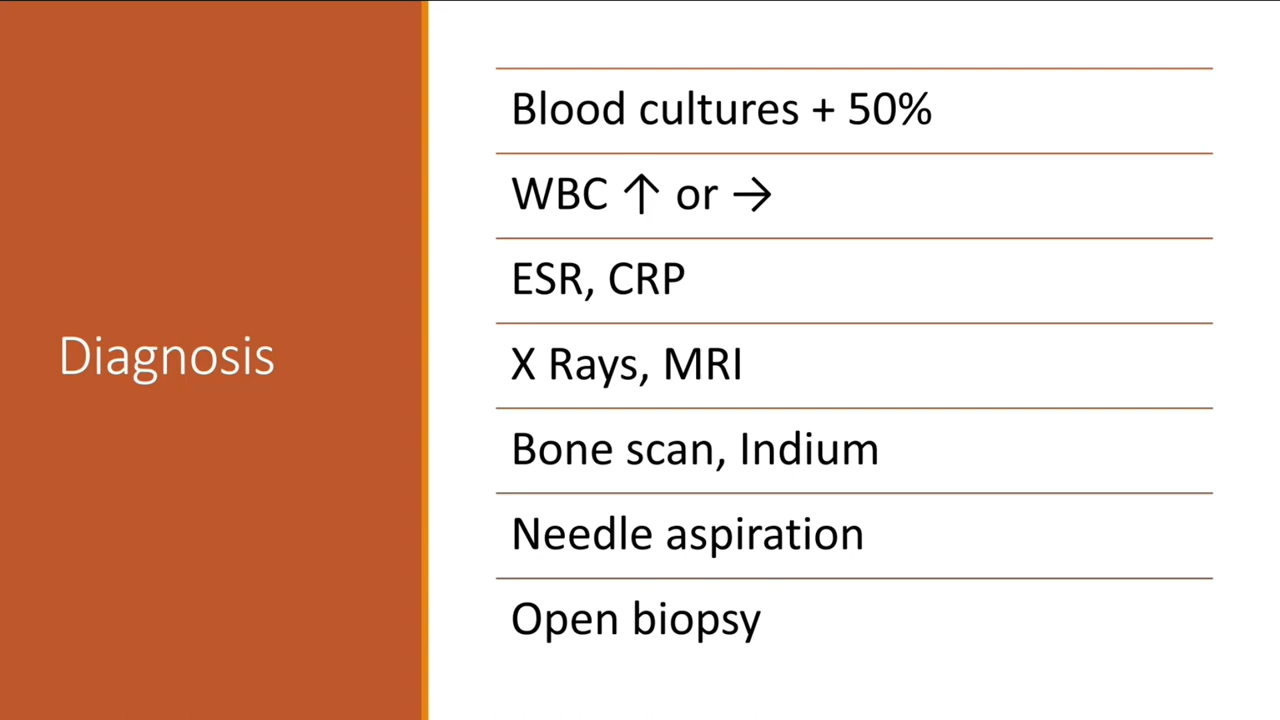 Diagnosis
Blood cultures + 50%
WBC ↑ or →
ESR, CRP
X Rays, MRI
Bone scan, Indium
Needle aspiration
Open biopsy